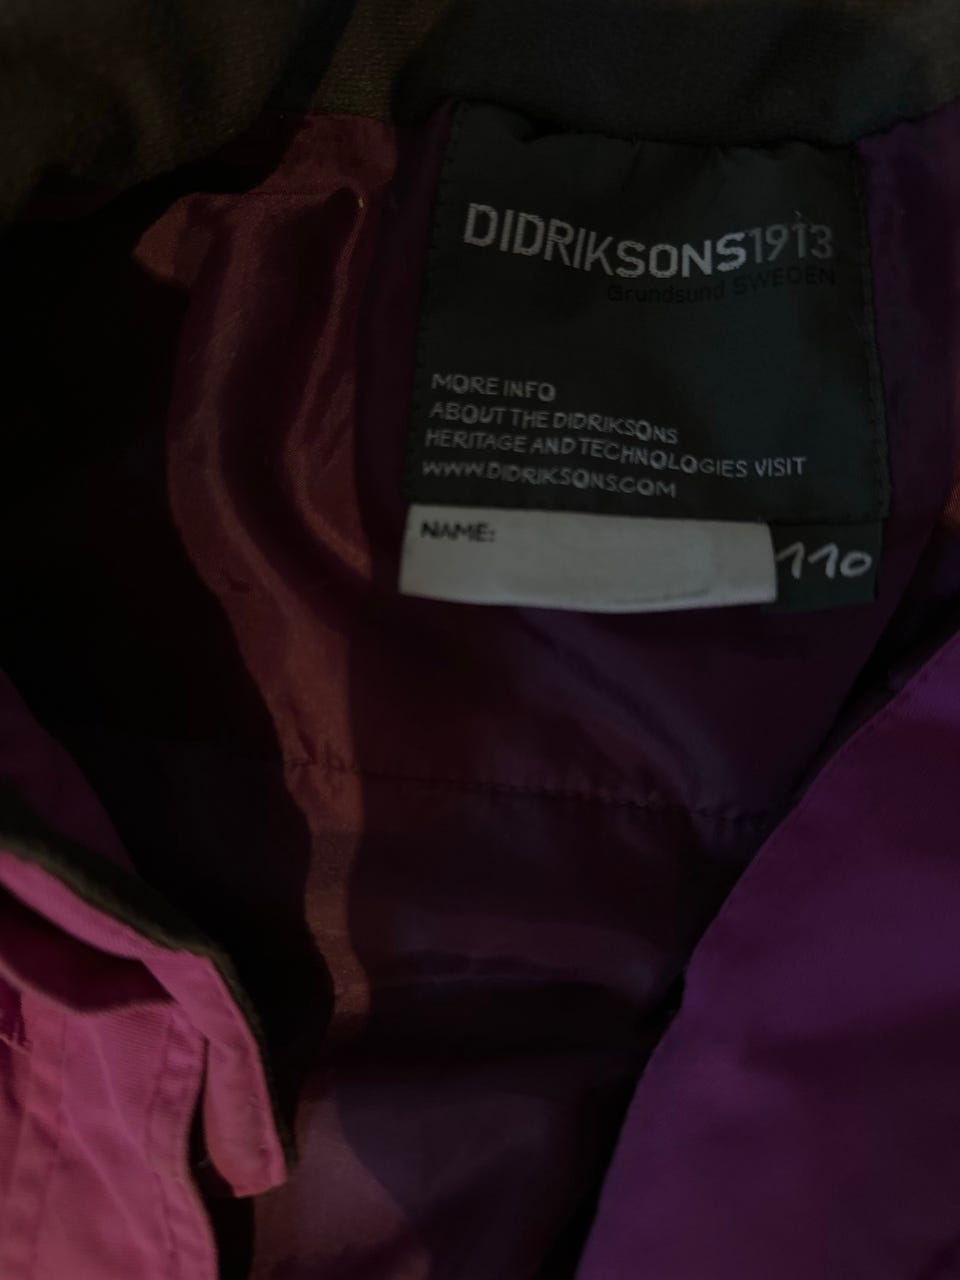 DIDRIKSONS1913
Grundsund SWEDEN
MORE INFO
ABOUT THE DIDRIKSONS
HERITAGE AND TECHNOLOGIES VISIT
WWW.DIDRIKSONS.COM
NAME:
110